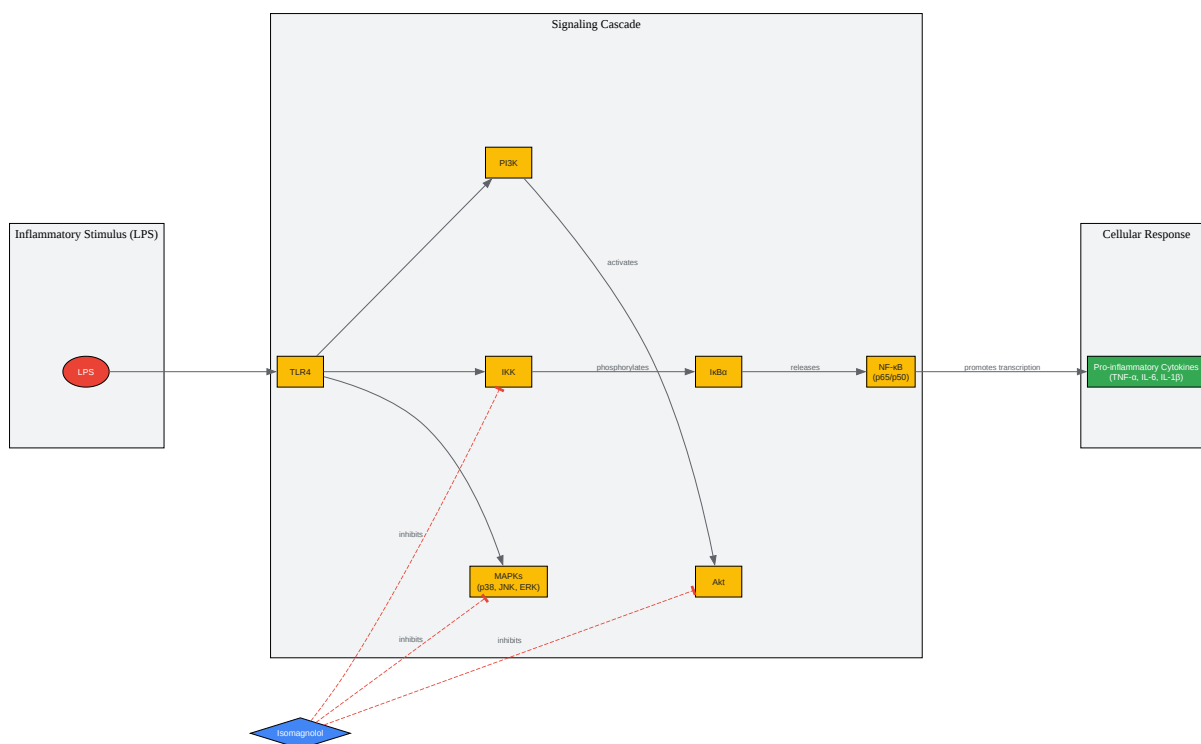 Signaling Cascade
PI3K
Inflammatory Stimulus (LPS)
Cellular Response
activates
LPS
TLR4
IKK
phosphorylates
IκBα
releases
NF-κB
(p65/p50)
promotes transcription
Pro-inflammatory Cytokines
(TNF-α, IL-6, IL-1β)
inhibits
MAPKs
(p38, JNK, ERK)
Akt
inhibits
inhibits
Isomagnolol